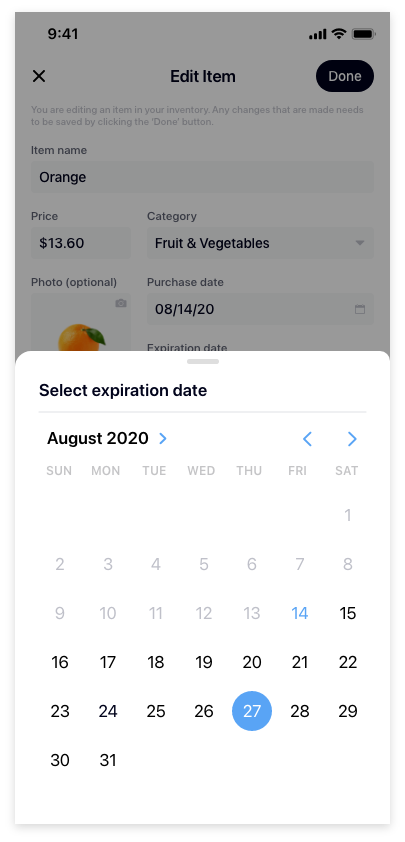 9:41
Edit Item
Done
You are editing an item in your inventory. Any changes that are made needs
to be saved by clicking the ‘Done’ button.
Item name
Orange
Price
Category
$13.60
Fruit & Vegetables
Photo (optional)
Purchase date
08/14/20
Expiration date
Select expiration date
August 2020
SUN MON TUE WED THU FRI SAT
1
2 3 4 5 6 7 8
9 10 11 12 13 14 15
16 17 18 19 20 21 22
23 24 25 26 27 28 29
30 31